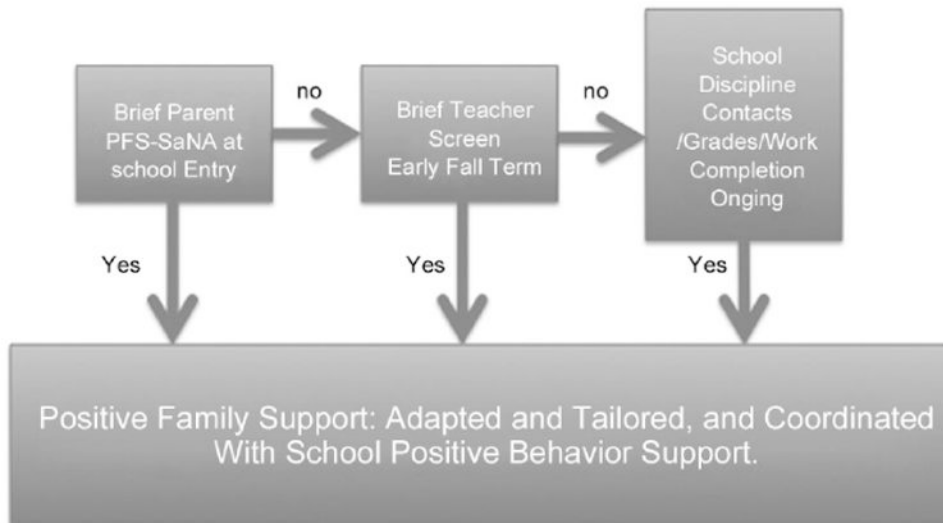 Brief Parent
PFS-SaNA at
school Entry
no
Brief Teacher
Screen
Early Fall Term
no
School
Discipline
Contacts
/Grades/Work
Completion
Onging
Yes
Yes
Yes
Positive Family Support: Adapted and Tailored, and Coordinated
With School Positive Behavior Support.